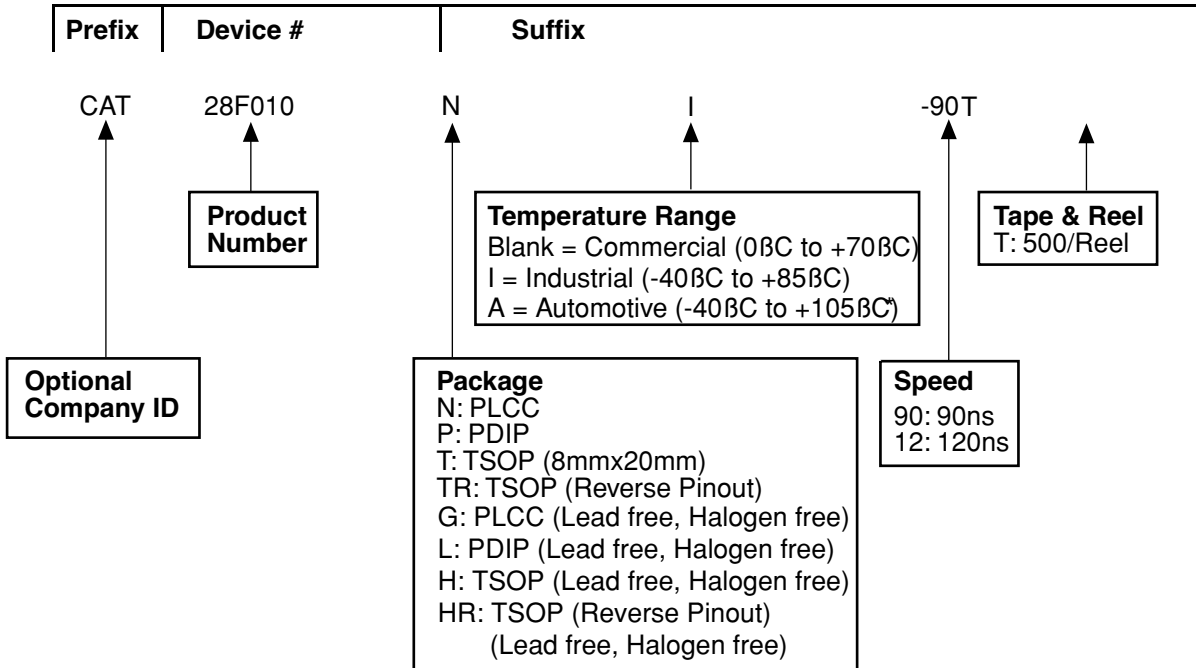 Prefix Device # Suffix
CAT 28F010 N I -90T
Product
Number
Temperature Range
Blank = Commercial (0ßC to +70ßC)
I = Industrial (-40ßC to +85ßC)
A = Automotive (-40ßC to +105ßC*)
Tape & Reel
T: 500/Reel
Optional
Company ID
Package
N: PLCC
P: PDIP
T: TSOP (8mmx20mm)
TR: TSOP (Reverse Pinout)
G: PLCC (Lead free, Halogen free)
L: PDIP (Lead free, Halogen free)
H: TSOP (Lead free, Halogen free)
HR: TSOP (Reverse Pinout)
(Lead free, Halogen free)
Speed
90: 90ns
12: 120ns